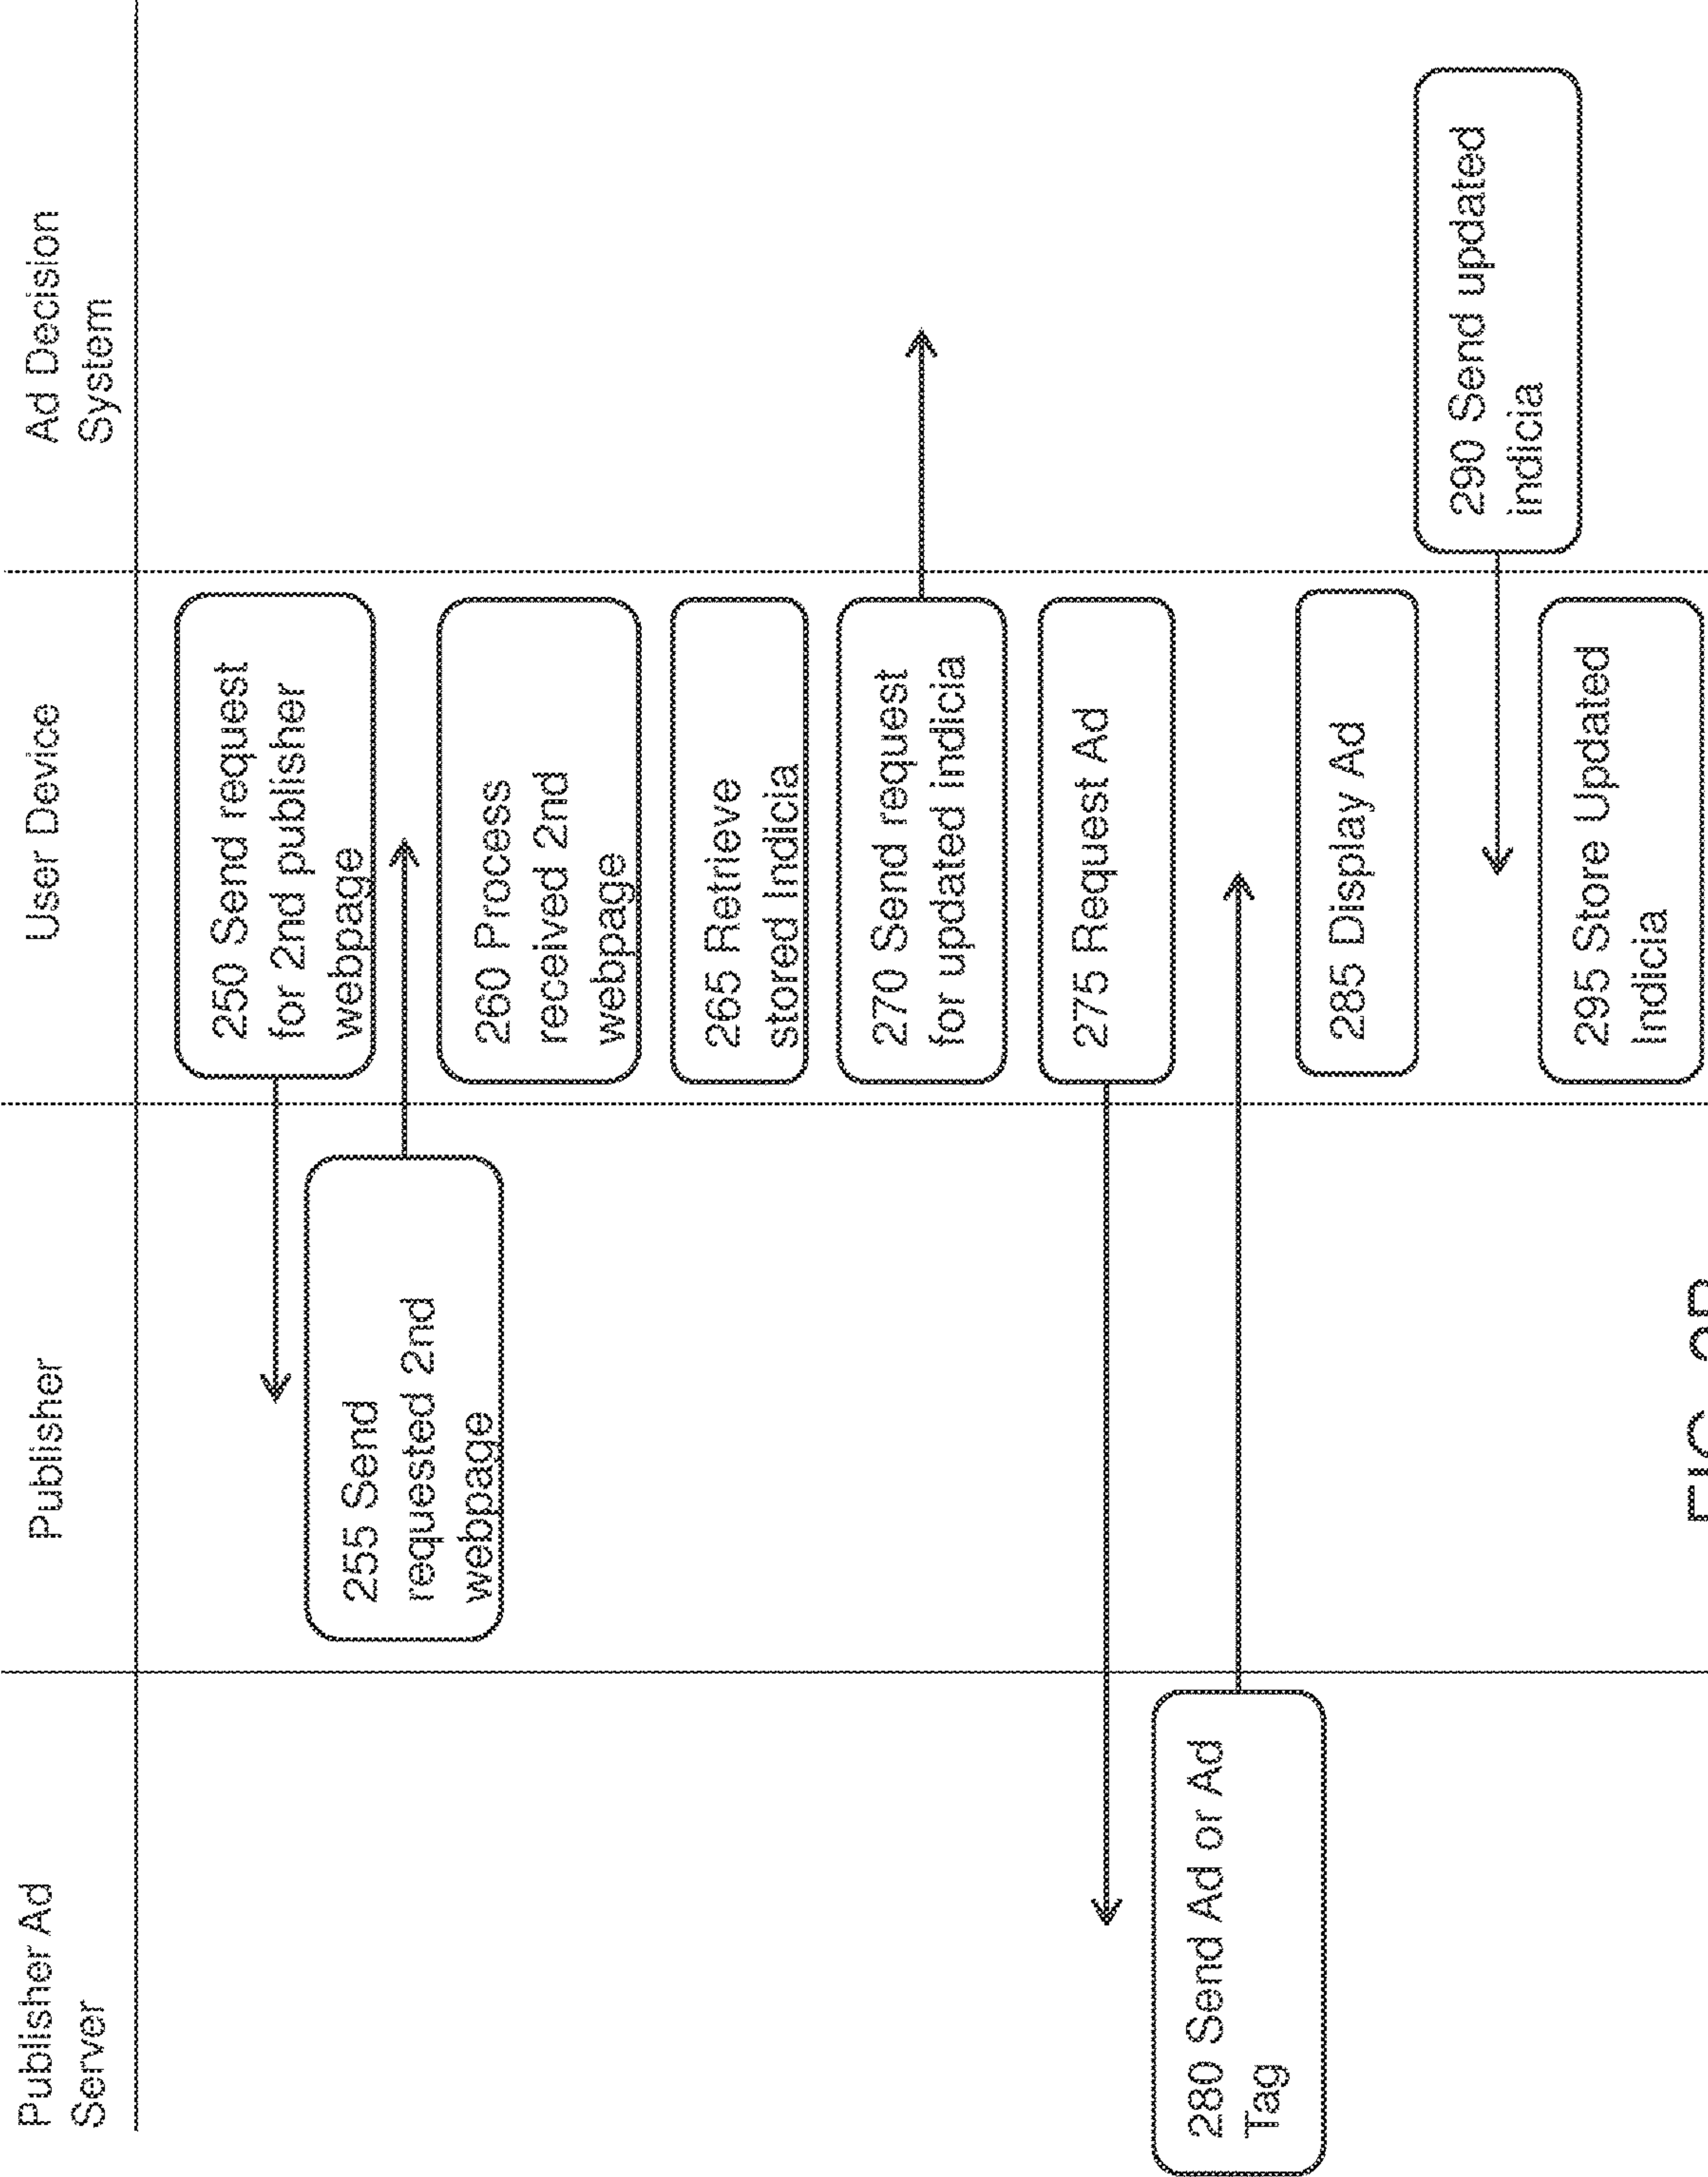 Publisher Ad
Server
Publisher
User Device
Ad Decision
System
250 Send request
for 2nd publisher
webpage
255 Send
requested 2nd
webpage
260 Process
received 2nd
webpage
265 Retrieve
stored Indicia
270 Send request
for updated indicia
275 Request Ad
280 Send Ad or Ad
Tag
285 Display Ad
290 Send updated
indicia
295 Store Updated
Indicia